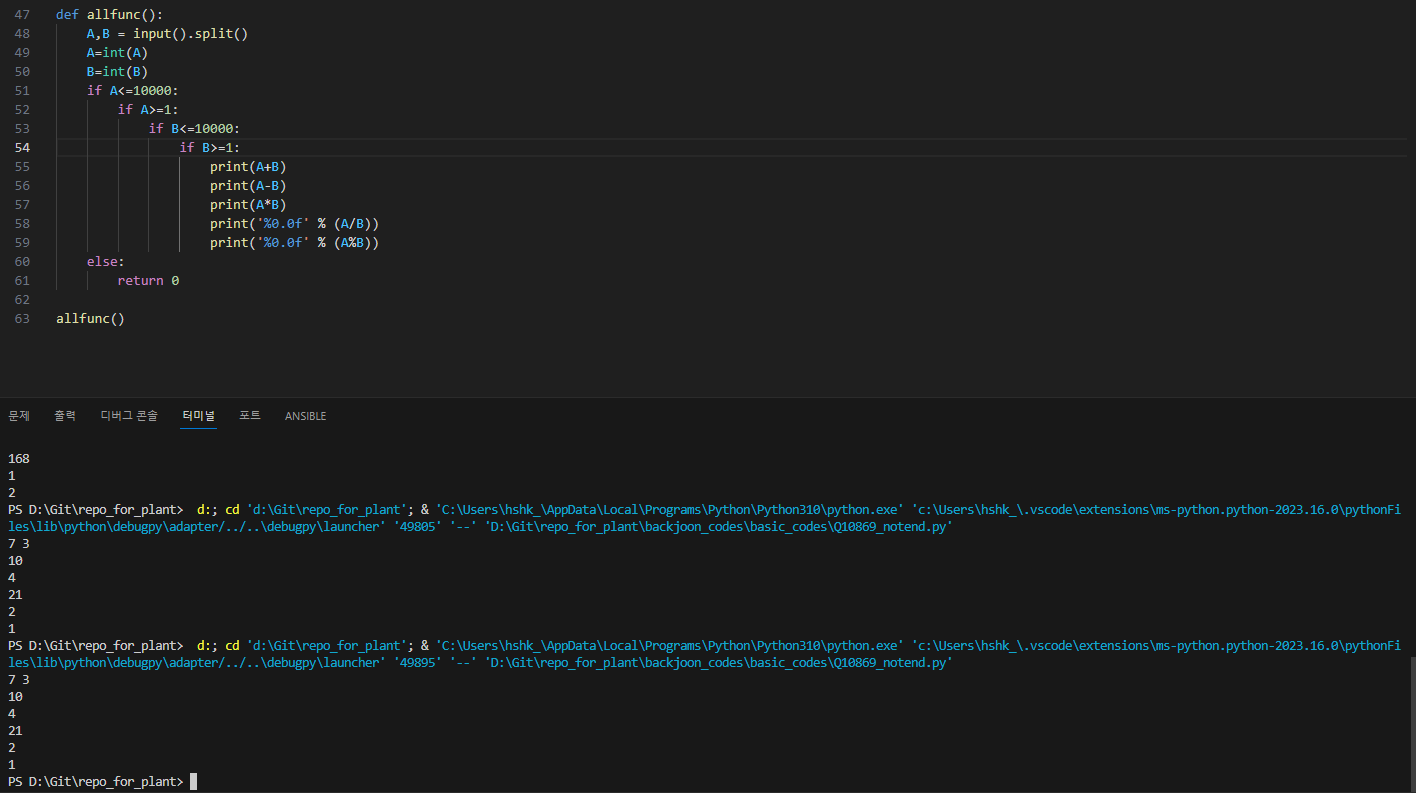 47 def allfunc():
48     A,B = input().split()
49     A=int(A)
50     B=int(B)
51     if A<=10000:
52         if A>=1:
53             if B<=10000:
54                 if B>=1:
55                     print(A+B)
56                     print(A-B)
57                     print(A*B)
58                     print('%0.0f' % (A/B))
59                     print('%0.0f' % (A%B))
60     else:
61         return 0
62
63 allfunc()
문제 출력 디버그 콘솔 터미널 포트 ANSIBLE
168
1
2
PS D:\Git\repo_for_plant>  d:; cd 'd:\Git\repo_for_plant'; & 'C:\Users\hshk_\AppData\Local\Programs\Python\Python310\python.exe' 'c:\Users\hshk_\.vscode\extensions\ms-python.python-2023.16.0\pythonFi
les\lib\python\debugpy\adapter/../..\debugpy\launcher' '49805' '--' 'D:\Git\repo_for_plant\backjoon_codes\basic_codes\Q10869_notend.py'
7 3
10
4
21
2
1
PS D:\Git\repo_for_plant>  d:; cd 'd:\Git\repo_for_plant'; & 'C:\Users\hshk_\AppData\Local\Programs\Python\Python310\python.exe' 'c:\Users\hshk_\.vscode\extensions\ms-python.python-2023.16.0\pythonFi
les\lib\python\debugpy\adapter/../..\debugpy\launcher' '49895' '--' 'D:\Git\repo_for_plant\backjoon_codes\basic_codes\Q10869_notend.py'
7 3
10
4
21
2
1
PS D:\Git\repo_for_plant>